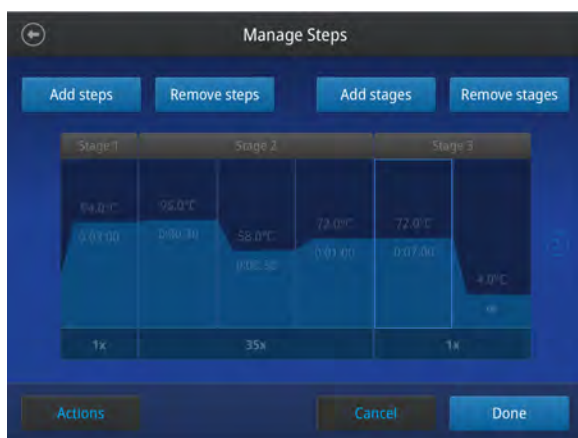 Manage Steps
Add steps Remove steps Add stages Remove stages
Stage 1 Stage 2 Stage 3
94.0°C 95.0°C 58.0°C 72.0°C 72.0°C 4.0°C
0:03:00 0:00:30 0:00:30 0:01:00 0:07:00 ∞
1x 35x 1x
Actions Cancel Done